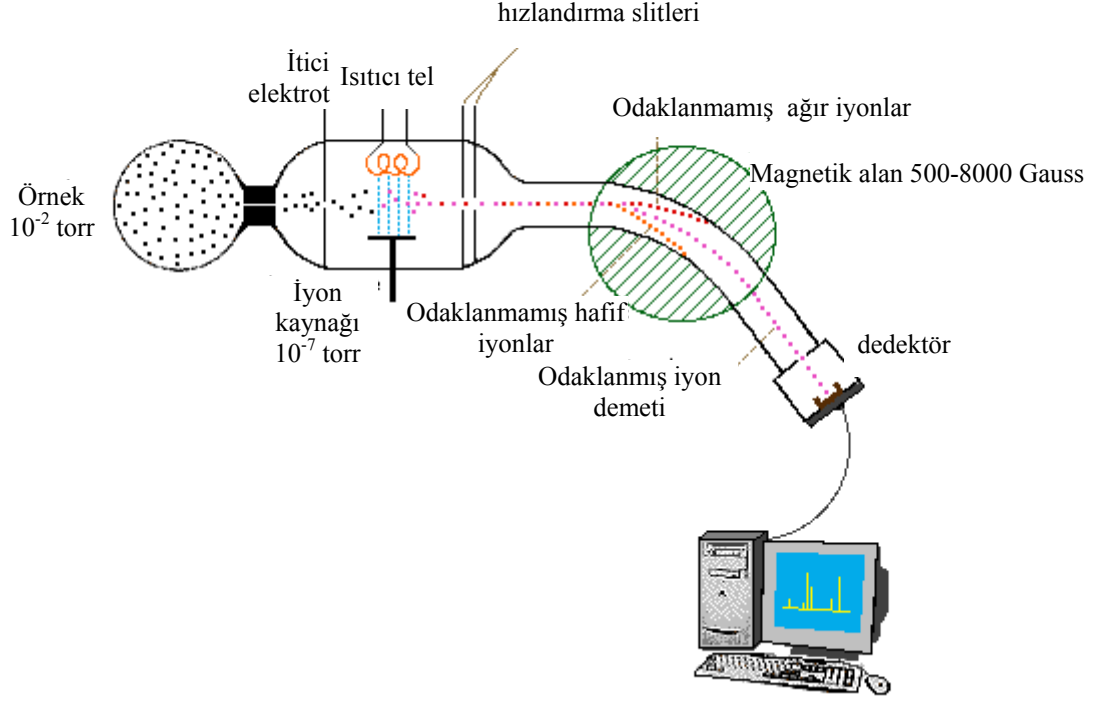 hızlandırma slitleri
İtici
elektrot
Isıtıcı tel
Odaklanmamış ağır iyonlar
Magnetik alan 500-8000 Gauss
Örnek
10⁻² torr
İyon
kaynağı
10⁻⁷ torr
Odaklanmamış hafif
iyonlar
Odaklanmış iyon
demeti
dedektör